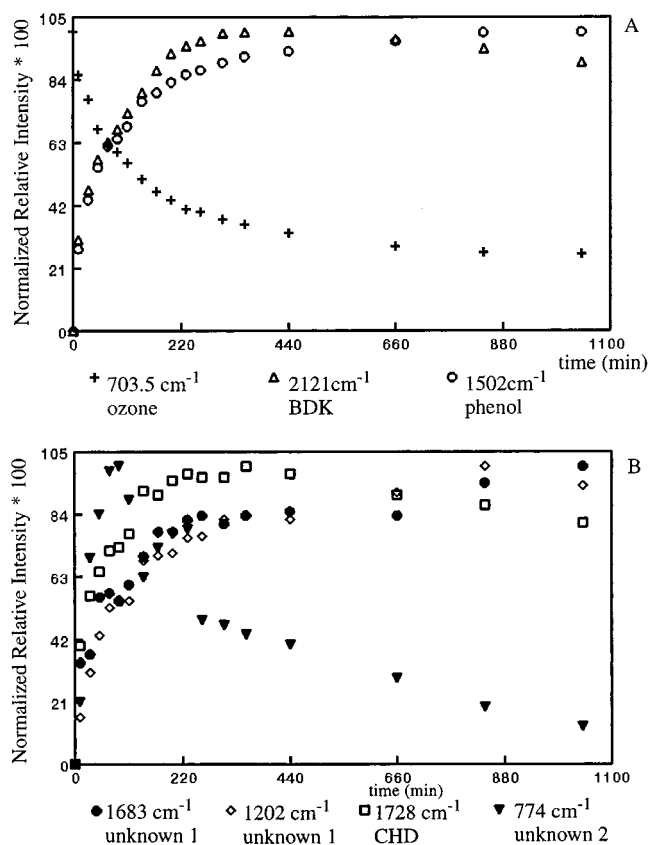 A
Normalized Relative Intensity * 100
105
84
63
42
21
0
0 220 440 660 880 1100
time (min)
703.5 cm-1 2121cm-1 1502cm-1
ozone BDK phenol
B
Normalized Relative Intensity * 100
105
84
63
42
21
0
0 220 440 660 880 1100
time (min)
1683 cm-1 1202 cm-1 1728 cm-1 774 cm-1
unknown 1 unknown 1 CHD unknown 2